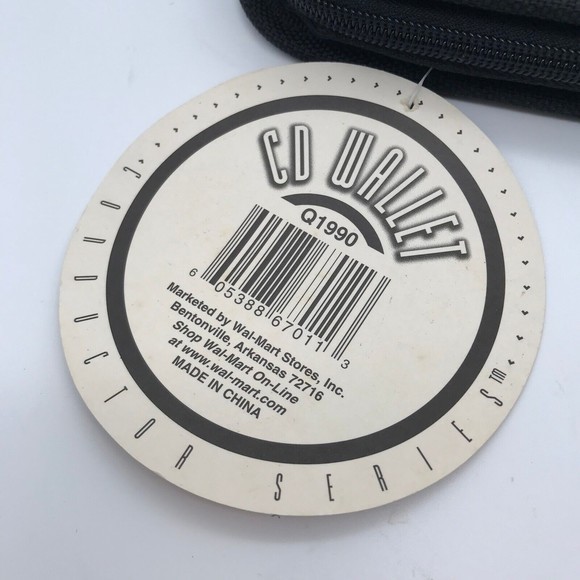 CD WALLET
Q1990
6 05388 67011 3
Marketed by Wal-Mart Stores, Inc.
Bentonville, Arkansas 72716
Shop Wal-Mart On-Line
at www.wal-mart.com
MADE IN CHINA
CONDUCTOR SERIES™